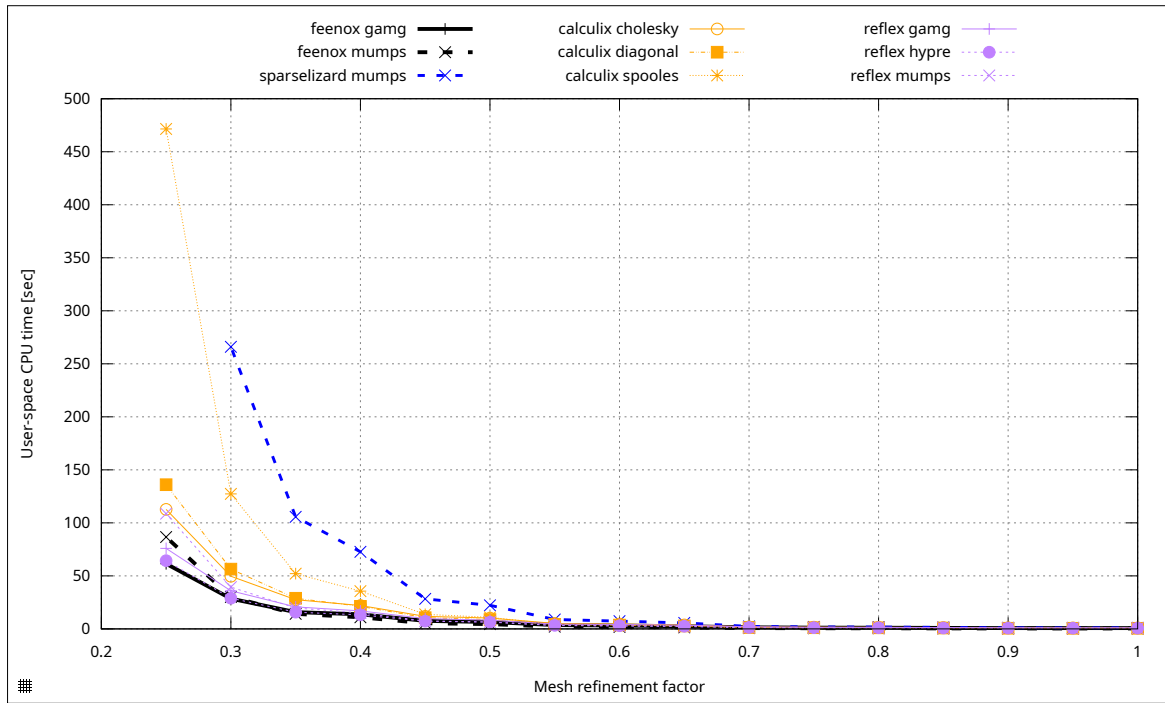 feenox gamg calculix cholesky reflex gamg
feenox mumps calculix diagonal reflex hypre
sparselizard mumps calculix spooles reflex mumps
500
450
400
350
300
250
200
150
100
50
0
User-space CPU time [sec]
0.2 0.3 0.4 0.5 0.6 0.7 0.8 0.9 1
Mesh refinement factor